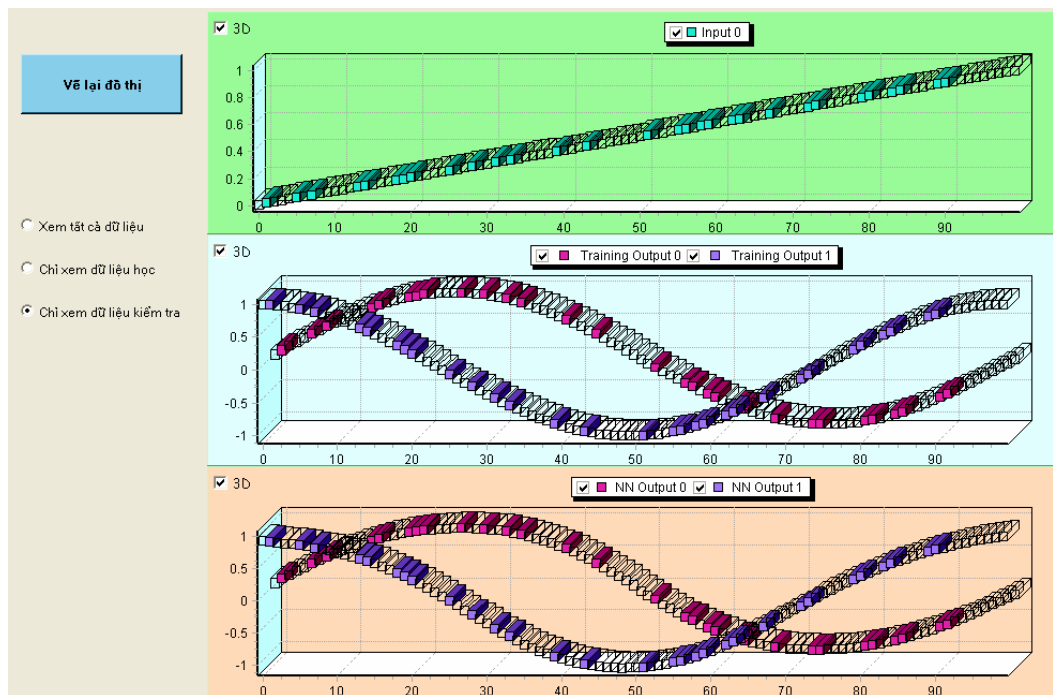 Vẽ lại đồ thị
Xem tất cả dữ liệu
Chỉ xem dữ liệu học
Chỉ xem dữ liệu kiểm tra
3D
Input 0
1
0.8
0.6
0.4
0.2
0
0 10 20 30 40 50 60 70 80 90
3D
Training Output 0 Training Output 1
1
0.5
0
-0.5
-1
0 10 20 30 40 50 60 70 80 90
3D
NN Output 0 NN Output 1
1
0.5
0
-0.5
-1
0 10 20 30 40 50 60 70 80 90